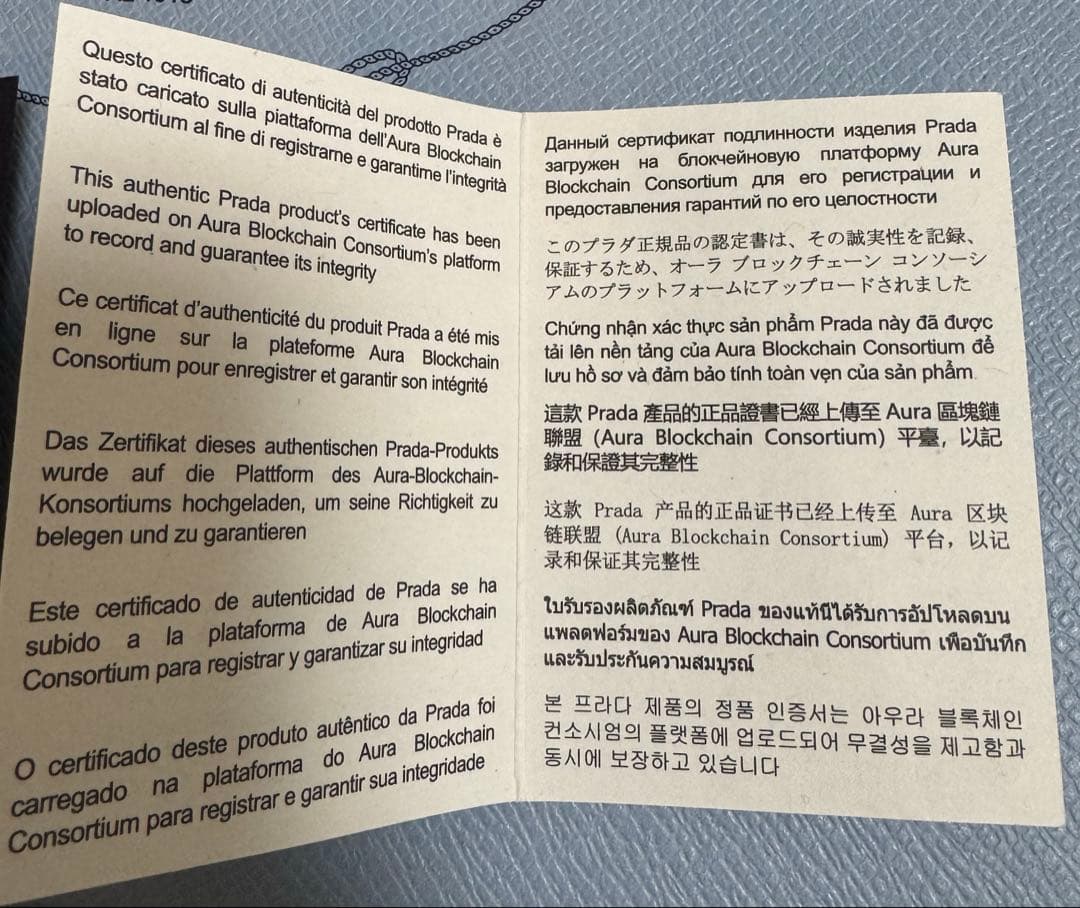 Questo certificato di autenticità del prodotto Prada è
stato caricato sulla piattaforma dell'Aura Blockchain
Consortium al fine di registrarne e garantirne l'integrità
This authentic Prada product's certificate has been
uploaded on Aura Blockchain Consortium's platform
to record and guarantee its integrity
Ce certificat d'authenticité du produit Prada a été mis
en ligne sur la plateforme Aura Blockchain
Consortium pour enregistrer et garantir son intégrité
Das Zertifikat dieses authentischen Prada-Produkts
wurde auf die Plattform des Aura-Blockchain-
Konsortiums hochgeladen, um seine Richtigkeit zu
belegen und zu garantieren
Este certificado de autenticidad de Prada se ha
subido a la plataforma de Aura Blockchain
Consortium para registrar y garantizar su integridad
O certificado deste produto autêntico da Prada foi
carregado na plataforma do Aura Blockchain
Consortium para registrar e garantir sua integridade
Данный сертификат подлинности изделия Prada
загружен на блокчейновую платформу Aura
Blockchain Consortium для его регистрации и
предоставления гарантий по его целостности
このプラダ正規品の認定書は、その誠実性を記録、
保証するため、オーラ ブロックチェーン コンソーシ
アムのプラットフォームにアップロードされました
Chứng nhận xác thực sản phẩm Prada này đã được
tải lên nền tảng của Aura Blockchain Consortium để
lưu hồ sơ và đảm bảo tính toàn vẹn của sản phẩm.
這款 Prada 產品的正品證書已經上傳至 Aura 區塊鏈
聯盟（Aura Blockchain Consortium）平臺，以記
錄和保證其完整性
这款 Prada 产品的正品证书已经上传至 Aura 区块
链联盟 (Aura Blockchain Consortium) 平台，以记
录和保证其完整性
ใบรับรองผลิตภัณฑ์ Prada ของแท้นี้ได้รับการอัปโหลดบน
แพลตฟอร์มของ Aura Blockchain Consortium เพื่อบันทึก
และรับประกันความสมบูรณ์
본 프라다 제품의 정품 인증서는 아우라 블록체인
컨소시엄의 플랫폼에 업로드되어 무결성을 제고함과
동시에 보장하고 있습니다